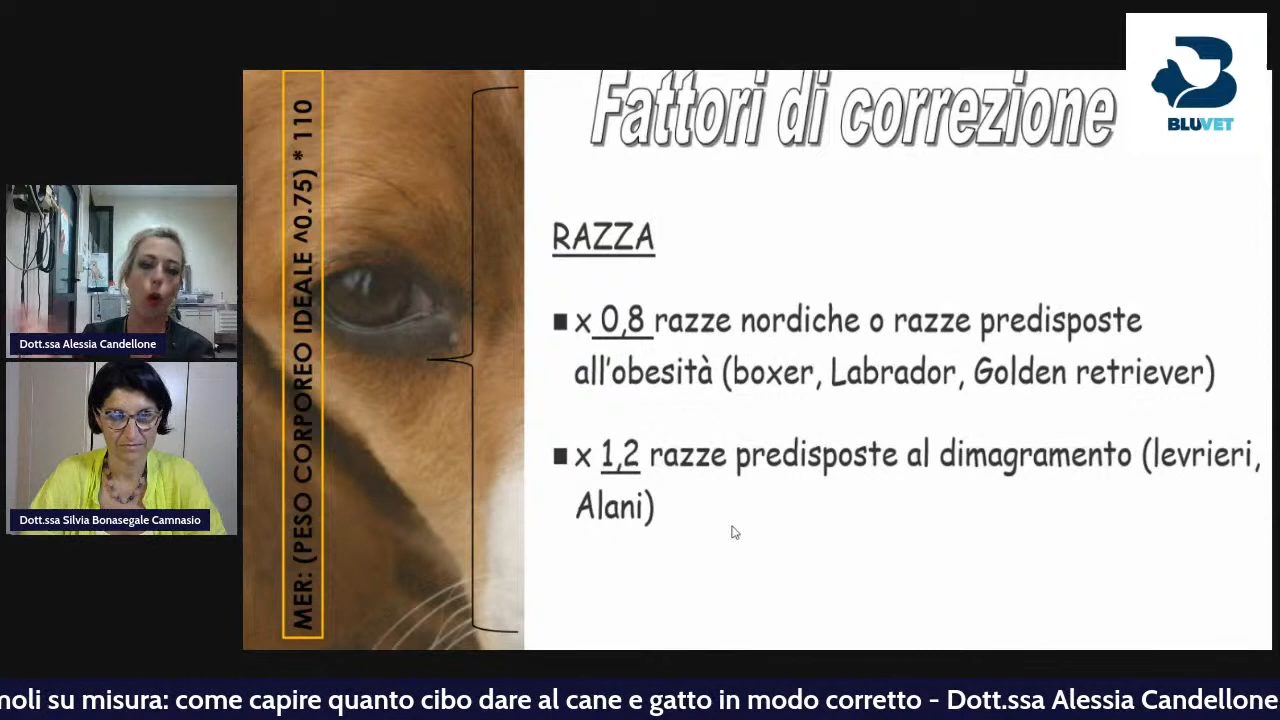 BLUVET
Fattori di correzione
MER: (PESO CORPOREO IDEALE ^0.75) * 110
RAZZA
▪ x 0,8 razze nordiche o razze predisposte
all'obesità (boxer, Labrador, Golden retriever)
▪ x 1,2 razze predisposte al dimagramento (levrieri,
Alani)
Dott.ssa Alessia Candellone
Dott.ssa Silvia Bonasegale Camnasio
moli su misura: come capire quanto cibo dare al cane e gatto in modo corretto - Dott.ssa Alessia Candellone